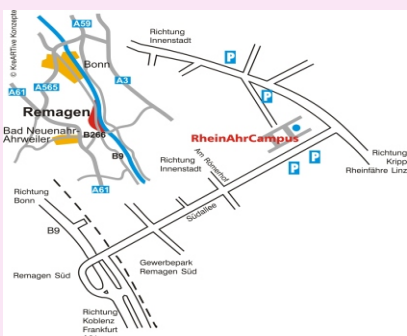 © KreARTive Konzepte
A59
Bonn
A565
A61
A3
Remagen
Bad Neuenahr-
Ahrweiler
B266
B9
A61
Richtung
Innenstadt
P
P
P
RheinAhrCampus
P
P
Richtung
Kripp
Rheinfähre Linz
Richtung
Innenstadt
Am Römerhof
Südallee
Richtung
Bonn
B9
Remagen Süd
Gewerbepark
Remagen Süd
Richtung
Koblenz
Frankfurt